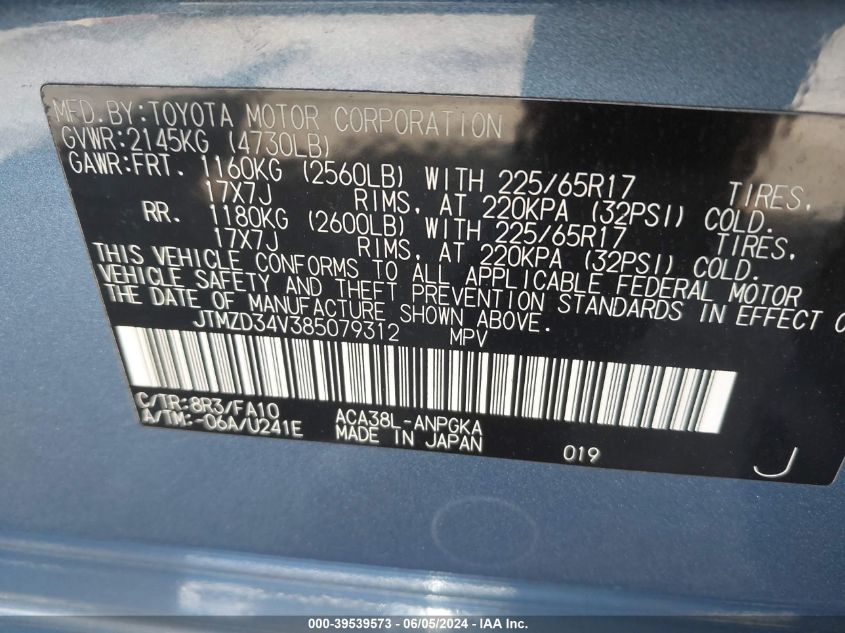 MFD.BY:TOYOTA MOTOR CORPORATION
GVWR:2145KG (4730LB)
GAWR:FRT. 1160KG (2560LB) WITH 225/65R17 TIRES,
17X7J RIMS, AT 220KPA (32PSI) COLD.
RR. 1180KG (2600LB) WITH 225/65R17 TIRES,
17X7J RIMS, AT 220KPA (32PSI) COLD.
THIS VEHICLE CONFORMS TO ALL APPLICABLE FEDERAL MOTOR
VEHICLE SAFETY AND THEFT PREVENTION STANDARDS IN EFFECT O
THE DATE OF MANUFACTURE SHOWN ABOVE.
JTMZD34V385079312 MPV
C/TR:8R3/FA10 ACA38L-ANPGKA
A/TM:-06A/U241E MADE IN JAPAN 019 J
000-39539573 - 06/05/2024 - IAAI Inc.